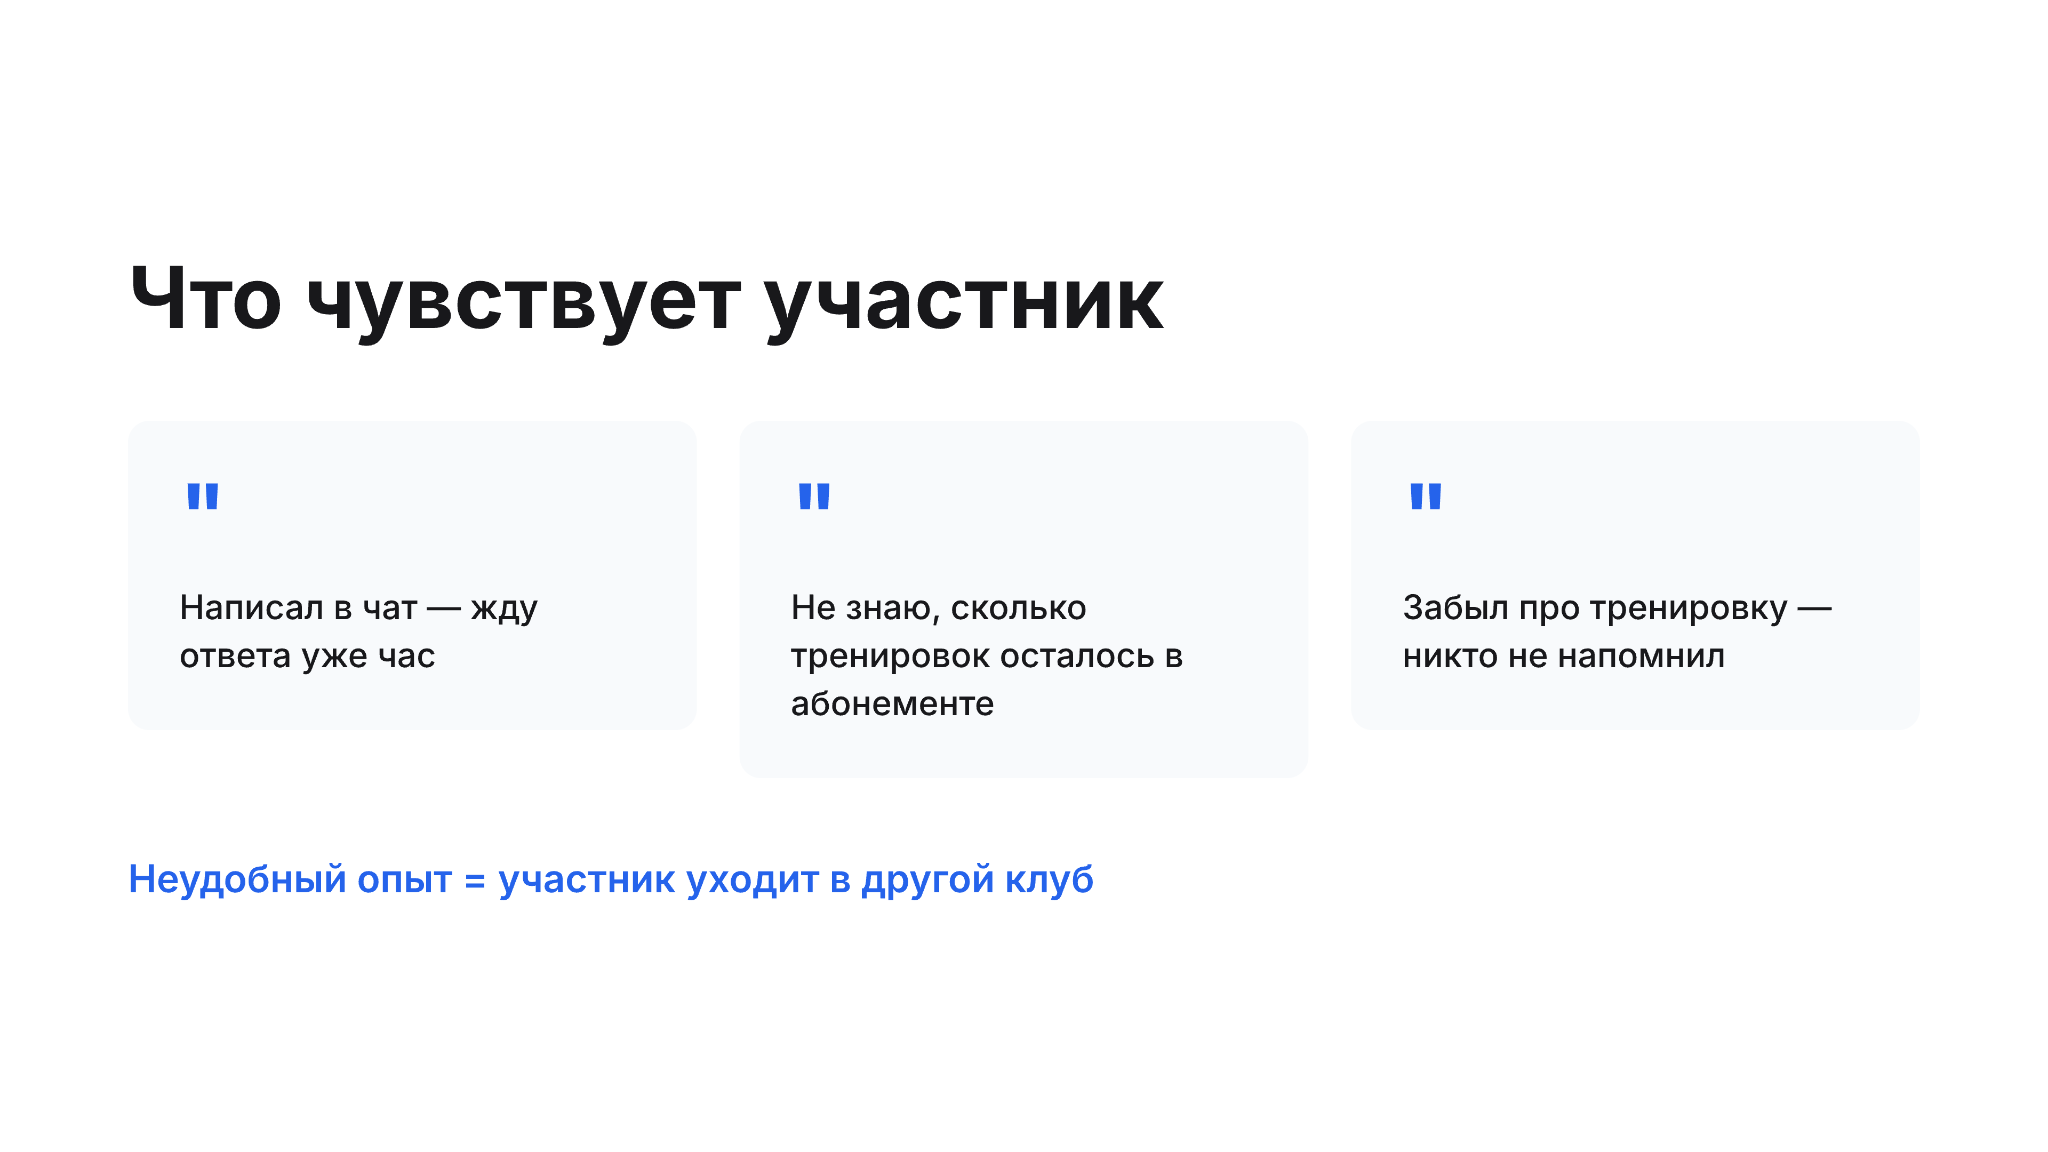 Что чувствует участник
"
Написал в чат — жду
ответа уже час
"
Не знаю, сколько
тренировок осталось в
абонементе
"
Забыл про тренировку —
никто не напомнил
Неудобный опыт = участник уходит в другой клуб